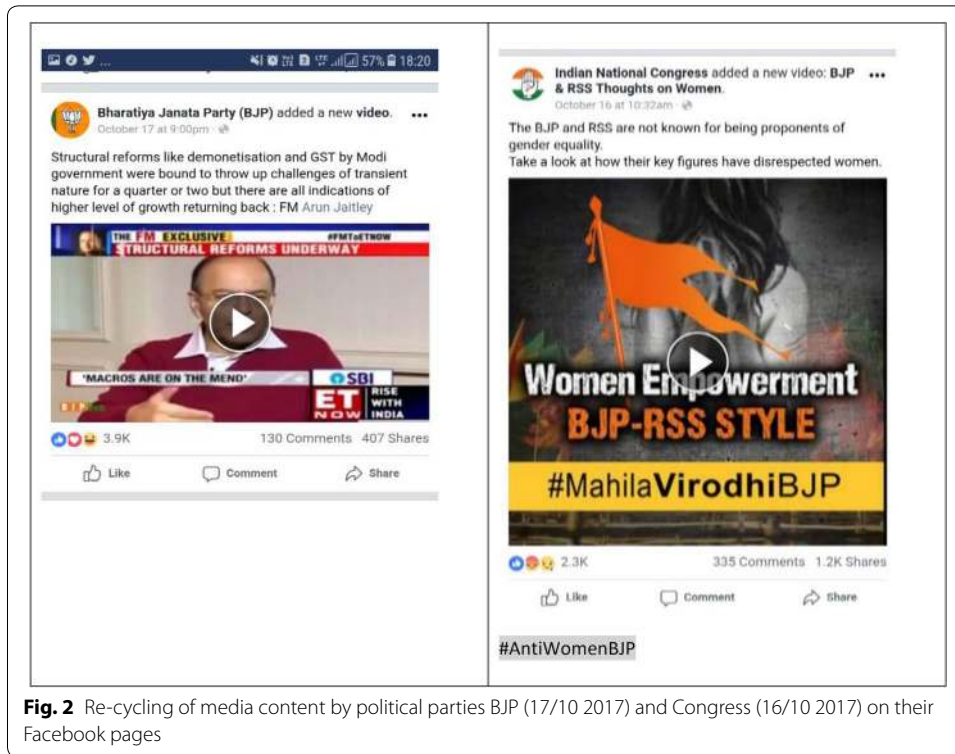 57% 18:20
Bharatiya Janata Party (BJP) added a new video.
October 17 at 9:00pm
Structural reforms like demonetisation and GST by Modi
government were bound to throw up challenges of transient
nature for a quarter or two but there are all indications of
higher level of growth returning back : FM Arun Jaitley
THE FM EXCLUSIVE #FMToETNOW
STRUCTURAL REFORMS UNDERWAY
'MACROS ARE ON THE MEND' SBI
ET NOW
RISE
WITH
INDIA
3.9K 130 Comments 407 Shares
Like Comment Share
Indian National Congress added a new video: BJP
& RSS Thoughts on Women.
October 16 at 10:32am
The BJP and RSS are not known for being proponents of
gender equality.
Take a look at how their key figures have disrespected women.
Women Empowerment
BJP-RSS STYLE
#MahilaVirodhiBJP
2.3K 335 Comments 1.2K Shares
Like Comment Share
#AntiWomenBJP
Fig. 2 Re-cycling of media content by political parties BJP (17/10 2017) and Congress (16/10 2017) on their
Facebook pages